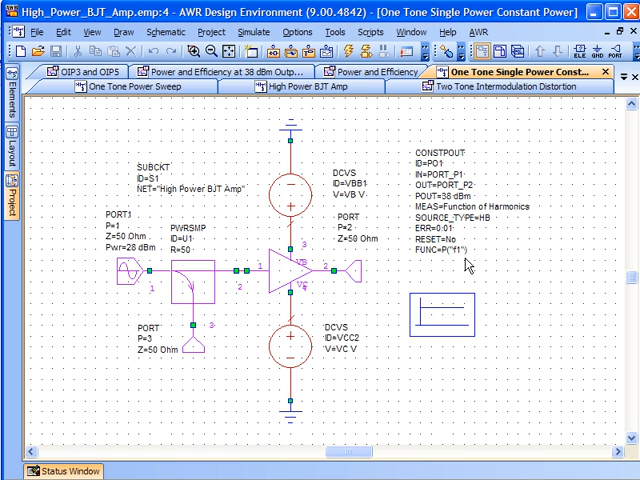 High_Power_BJT_Amp.emp:4 - AWR Design Environment (9.00.4842) - [One Tone Single Power Constant Power]
File Edit View Draw Schematic Project Simulate Options Tools Scripts Window Help AWR
ELE GND PORT
OIP3 and OIP5
Power and Efficiency at 38 dBm Outp...
Power and Efficiency
One Tone Single Power Const...
One Tone Power Sweep
High Power BJT Amp
Two Tone Intermodulation Distortion
Elements
Layout
Project
SUBCKT
ID=S1
NET="High Power BJT Amp"
DCVS
ID=VBB1
V=VB V
CONSTPOUT
ID=PO1
IN=PORT_P1
OUT=PORT_P2
POUT=38 dBm
MEAS=Function of Harmonics
SOURCE_TYPE=HB
ERR=0.01
RESET=No
FUNC=P("f1")
PORT1
P=1
Z=50 Ohm
Pwr=28 dBm
PWRSMP
ID=U1
R=50
PORT
P=2
Z=50 Ohm
3
VB
1
2
VC
4
1
2
3
PORT
P=3
Z=50 Ohm
DCVS
ID=VCC2
V=VC V
Status Window